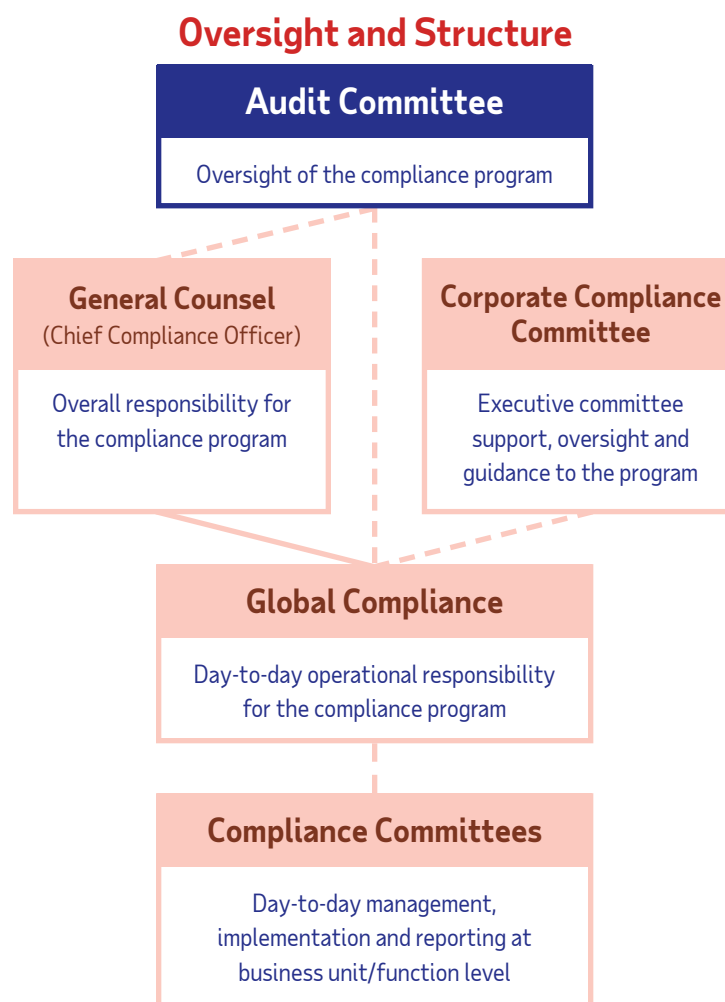 Oversight and Structure
Audit Committee
Oversight of the compliance program
General Counsel
(Chief Compliance Officer)
Overall responsibility for
the compliance program
Corporate Compliance
Committee
Executive committee
support, oversight and
guidance to the program
Global Compliance
Day-to-day operational responsibility
for the compliance program
Compliance Committees
Day-to-day management,
implementation and reporting at
business unit/function level